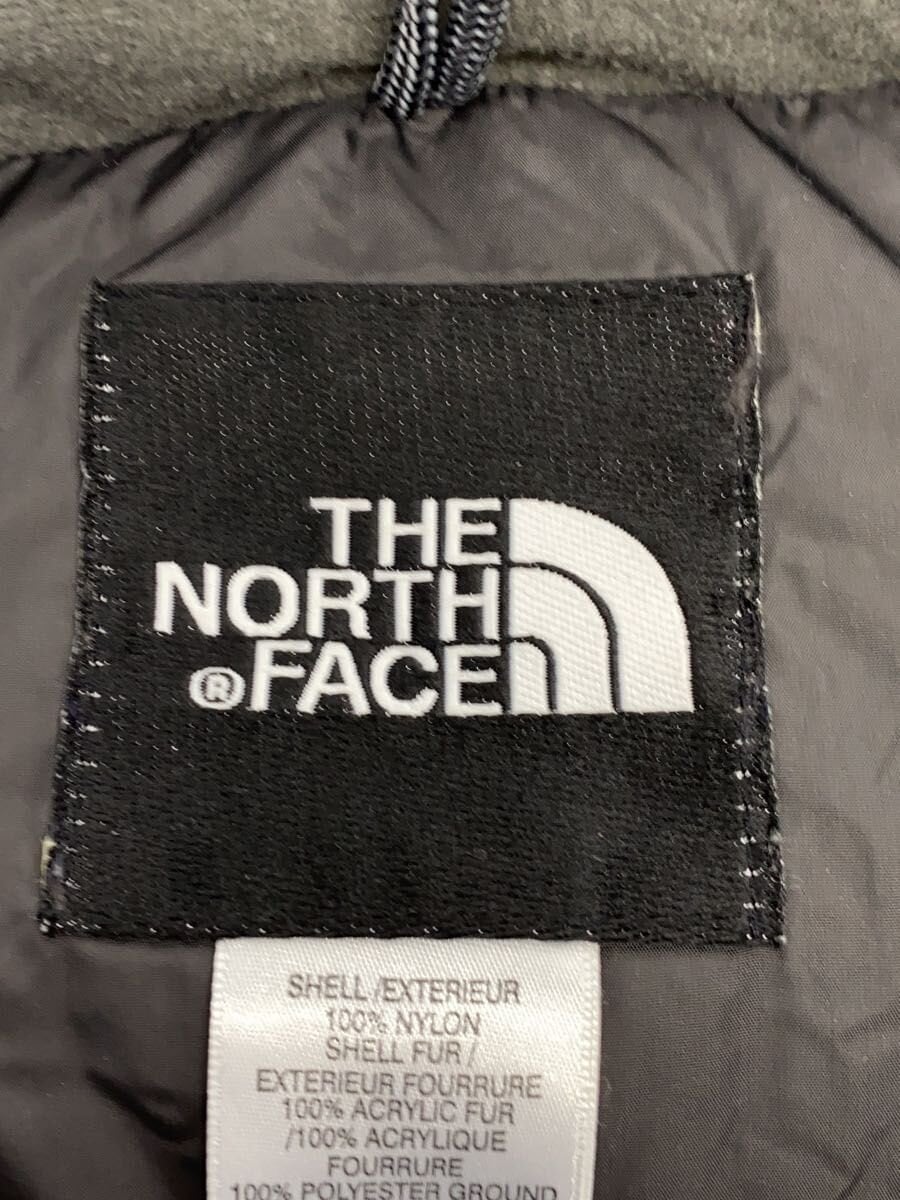 THE
NORTH
®FACE
SHELL/EXTERIEUR
100% NYLON
SHELL FUR/
EXTERIEUR FOURRURE
100% ACRYLIC FUR
/100% ACRYLIQUE
FOURRURE
100% POLYESTER GROUND